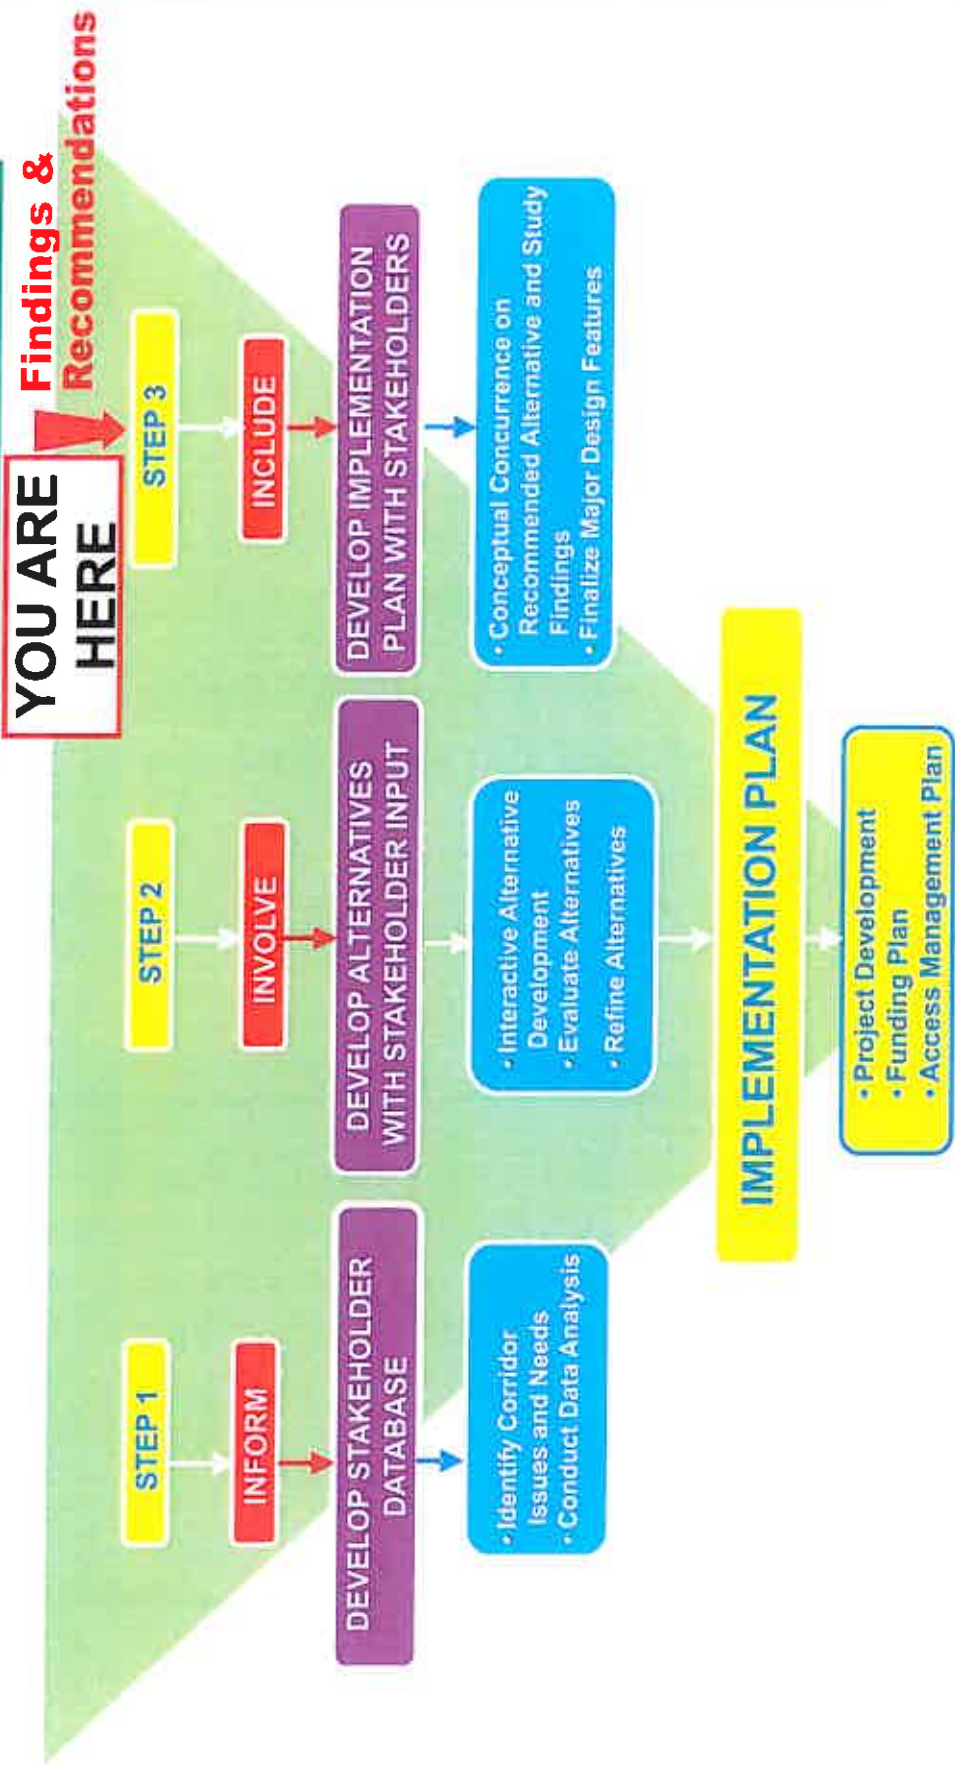 YOU ARE
HERE
Findings &
Recommendations
STEP 1
INFORM
DEVELOP STAKEHOLDER
DATABASE
• Identify Corridor
Issues and Needs
• Conduct Data Analysis
STEP 2
INVOLVE
DEVELOP ALTERNATIVES
WITH STAKEHOLDER INPUT
• Interactive Alternative
Development
• Evaluate Alternatives
• Refine Alternatives
STEP 3
INCLUDE
DEVELOP IMPLEMENTATION
PLAN WITH STAKEHOLDERS
• Conceptual Concurrence on
Recommended Alternative and Study
Findings
• Finalize Major Design Features
IMPLEMENTATION PLAN
• Project Development
• Funding Plan
• Access Management Plan